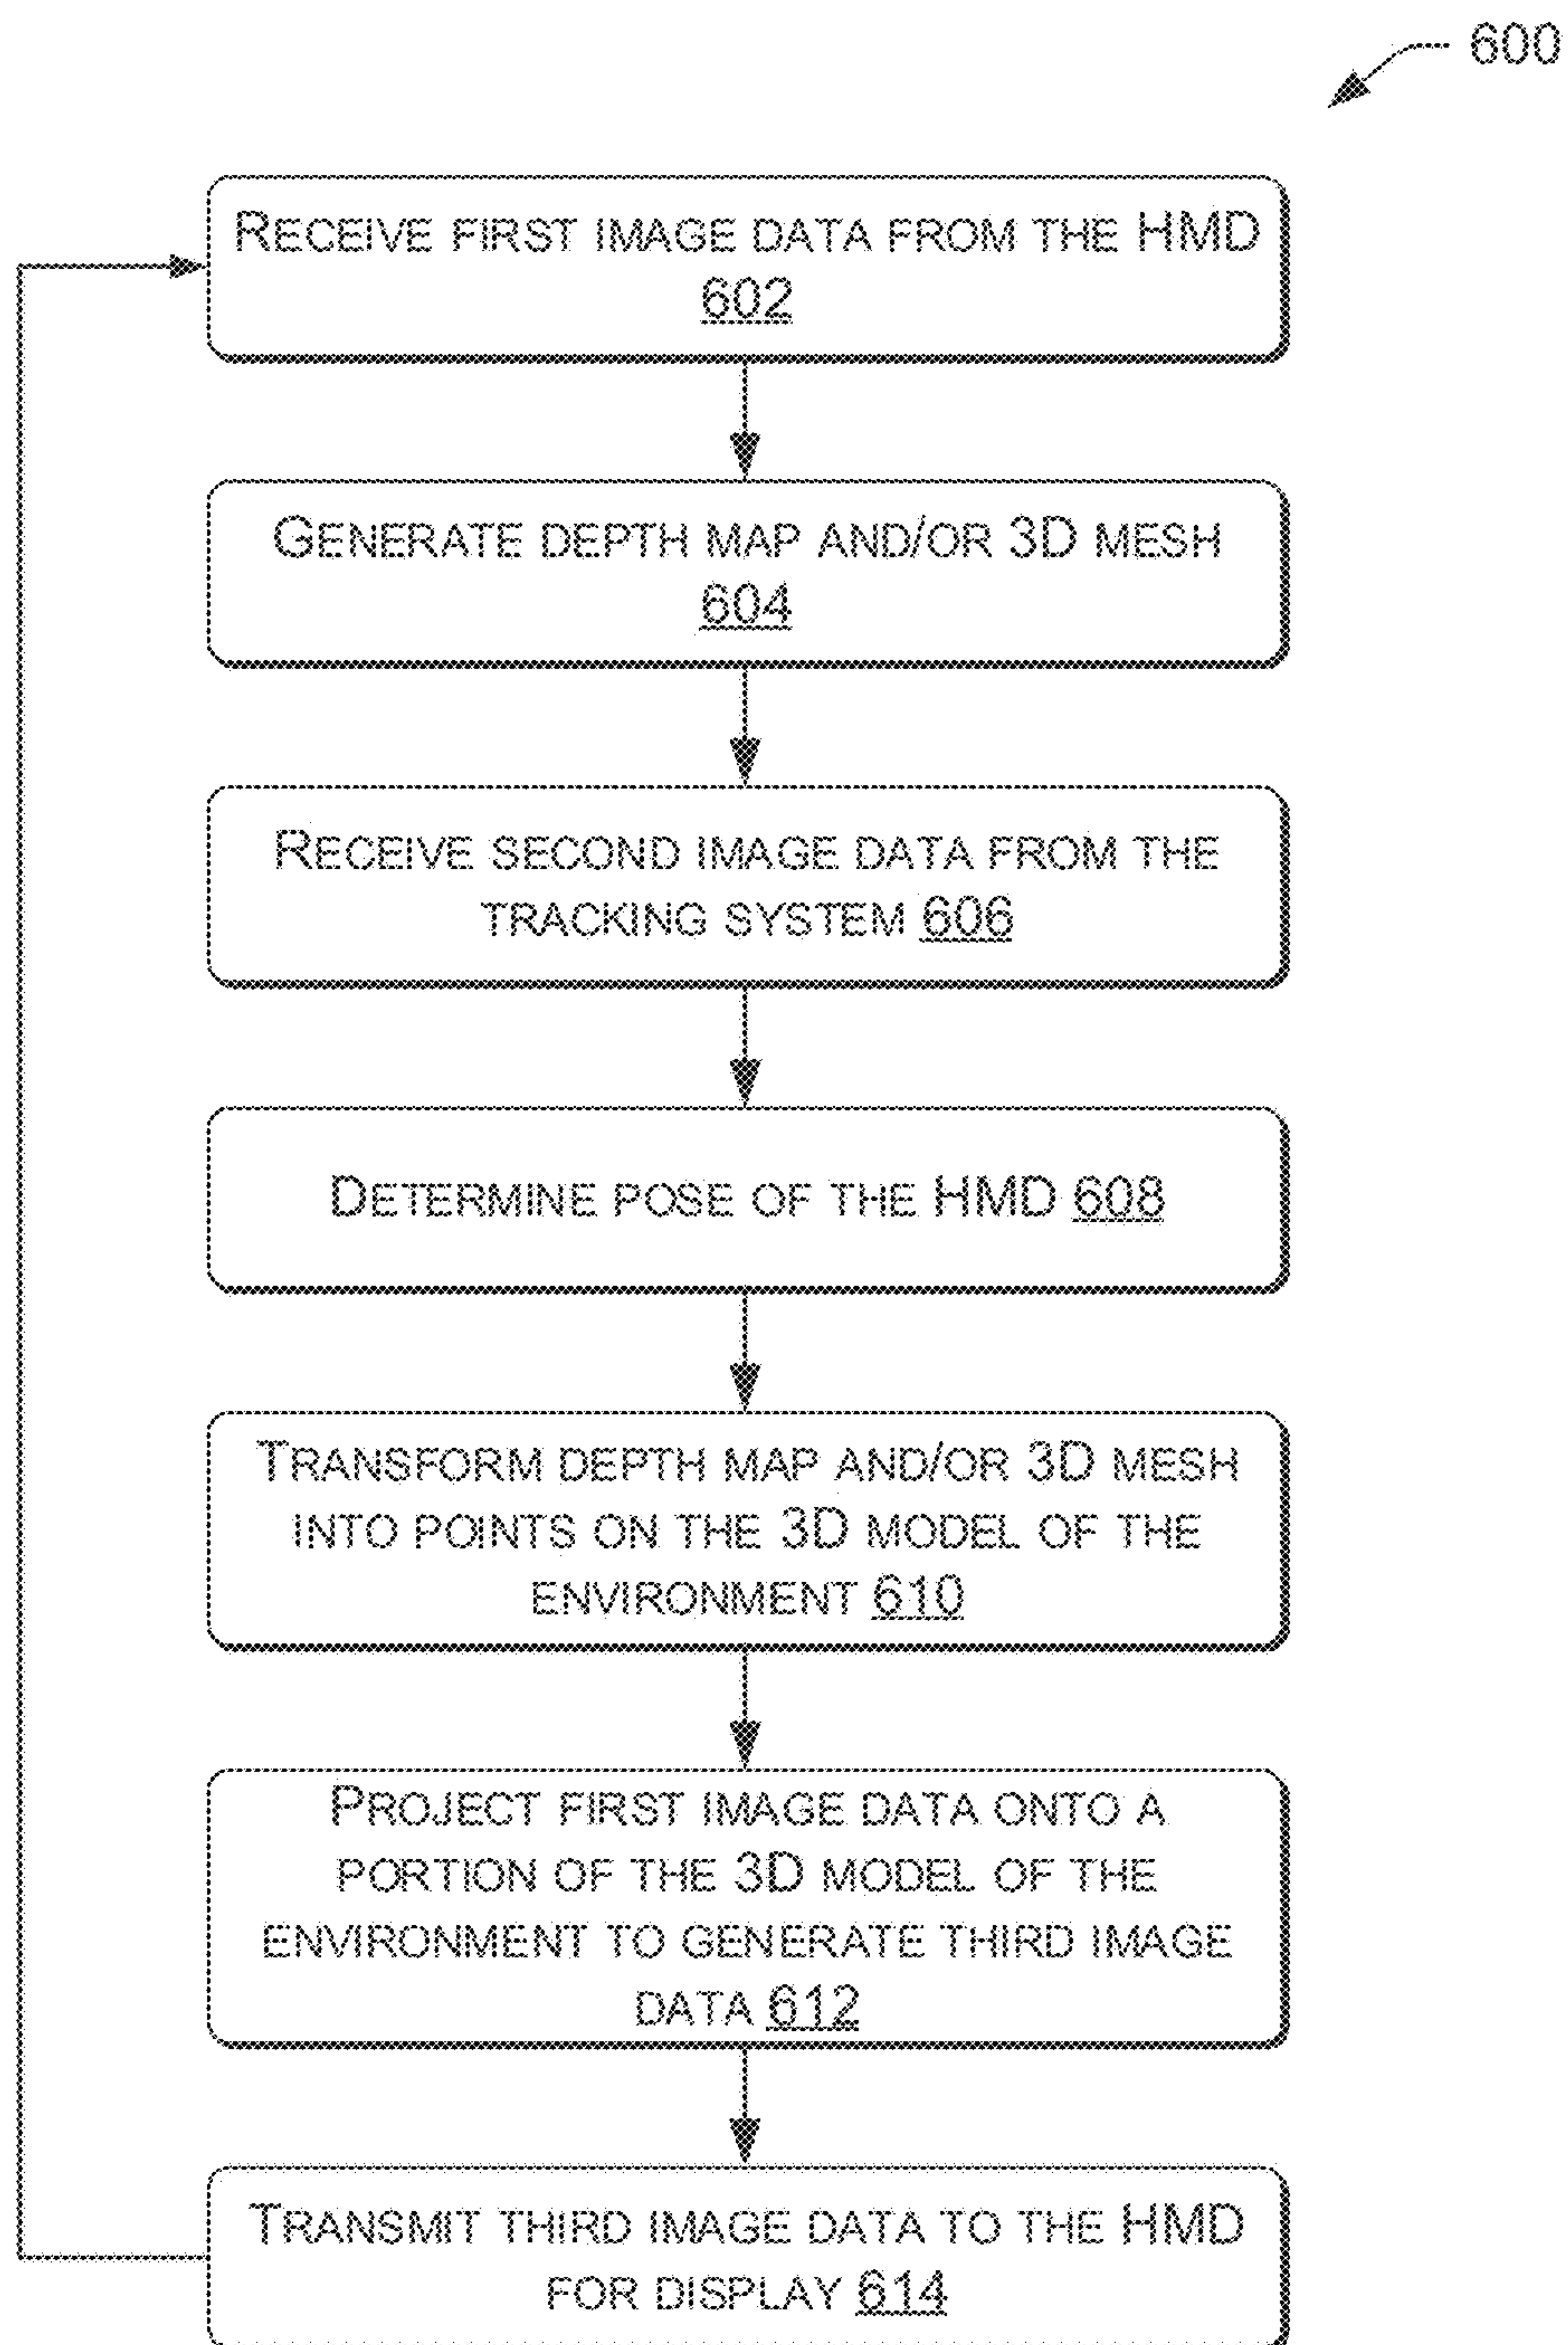 600
RECEIVE FIRST IMAGE DATA FROM THE HMD
602
GENERATE DEPTH MAP AND/OR 3D MESH
604
RECEIVE SECOND IMAGE DATA FROM THE
TRACKING SYSTEM 606
DETERMINE POSE OF THE HMD 608
TRANSFORM DEPTH MAP AND/OR 3D MESH
INTO POINTS ON THE 3D MODEL OF THE
ENVIRONMENT 610
PROJECT FIRST IMAGE DATA ONTO A
PORTION OF THE 3D MODEL OF THE
ENVIRONMENT TO GENERATE THIRD IMAGE
DATA 612
TRANSMIT THIRD IMAGE DATA TO THE HMD
FOR DISPLAY 614